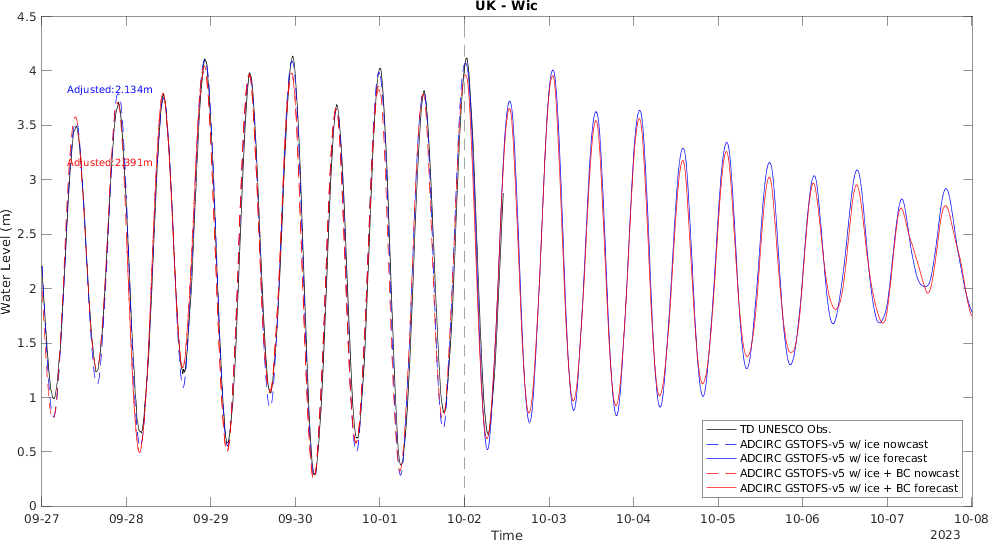 UK - Wic
4.5
4
3.5
3
2.5
2
1.5
1
0.5
0
Water Level (m)
Adjusted:2.134m
Adjusted:2.391m
09-27
09-28
09-29
09-30
10-01
10-02
10-03
10-04
10-05
10-06
10-07
10-08
Time
2023
TD UNESCO Obs.
ADCIRC GSTOFS-v5 w/ ice nowcast
ADCIRC GSTOFS-v5 w/ ice forecast
ADCIRC GSTOFS-v5 w/ ice + BC nowcast
ADCIRC GSTOFS-v5 w/ ice + BC forecast